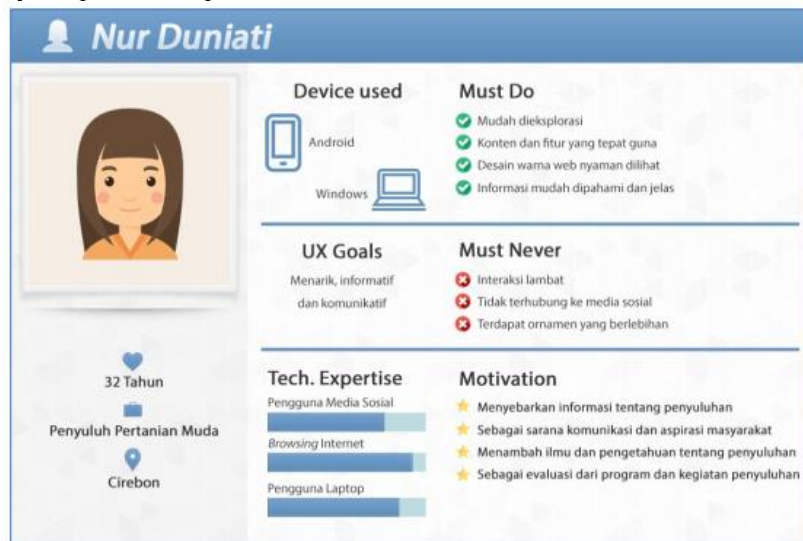 Nur Duniati
32 Tahun
Penyuluh Pertanian Muda
Cirebon
Device used
Android
Windows
Must Do
Mudah dieksplorasi
Konten dan fitur yang tepat guna
Desain warna web nyaman dilihat
Informasi mudah dipahami dan jelas
UX Goals
Menarik, informatif
dan komunikatif
Must Never
Interaksi lambat
Tidak terhubung ke media sosial
Terdapat ornamen yang berlebihan
Tech. Expertise
Pengguna Media Sosial
Browsing Internet
Pengguna Laptop
Motivation
Menyebarkan informasi tentang penyuluhan
Sebagai sarana komunikasi dan aspirasi masyarakat
Menambah ilmu dan pengetahuan tentang penyuluhan
Sebagai evaluasi dari program dan kegiatan penyuluhan